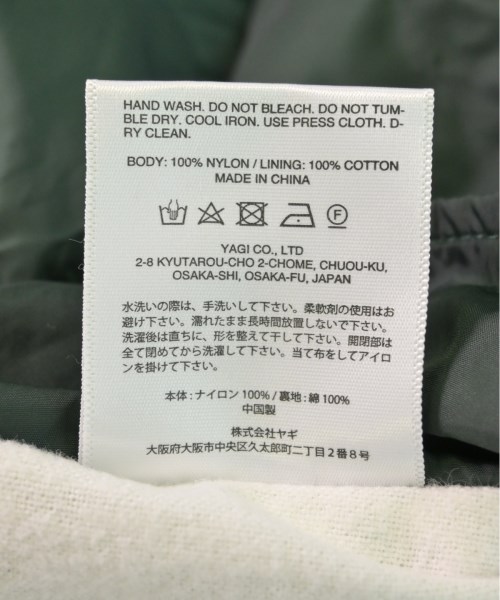 HAND WASH. DO NOT BLEACH. DO NOT TUM-
BLE DRY. COOL IRON. USE PRESS CLOTH. D-
RY CLEAN.
BODY: 100% NYLON / LINING: 100% COTTON
MADE IN CHINA
F
YAGI CO., LTD
2-8 KYUTAROU-CHO 2-CHOME, CHUOU-KU,
OSAKA-SHI, OSAKA-FU, JAPAN
水洗いの際は、手洗いして下さい。柔軟剤の使用はお
避け下さい。濡れたまま長時間放置しないで下さい。
洗濯後は直ちに、形を整えて干して下さい。開閉部は
全て閉めてから洗濯して下さい。当て布をしてアイロ
ンを掛けて下さい。
本体 : ナイロン 100% / 裏地 : 綿 100%
中国製
株式会社ヤギ
大阪府大阪市中央区久太郎町二丁目2番8号